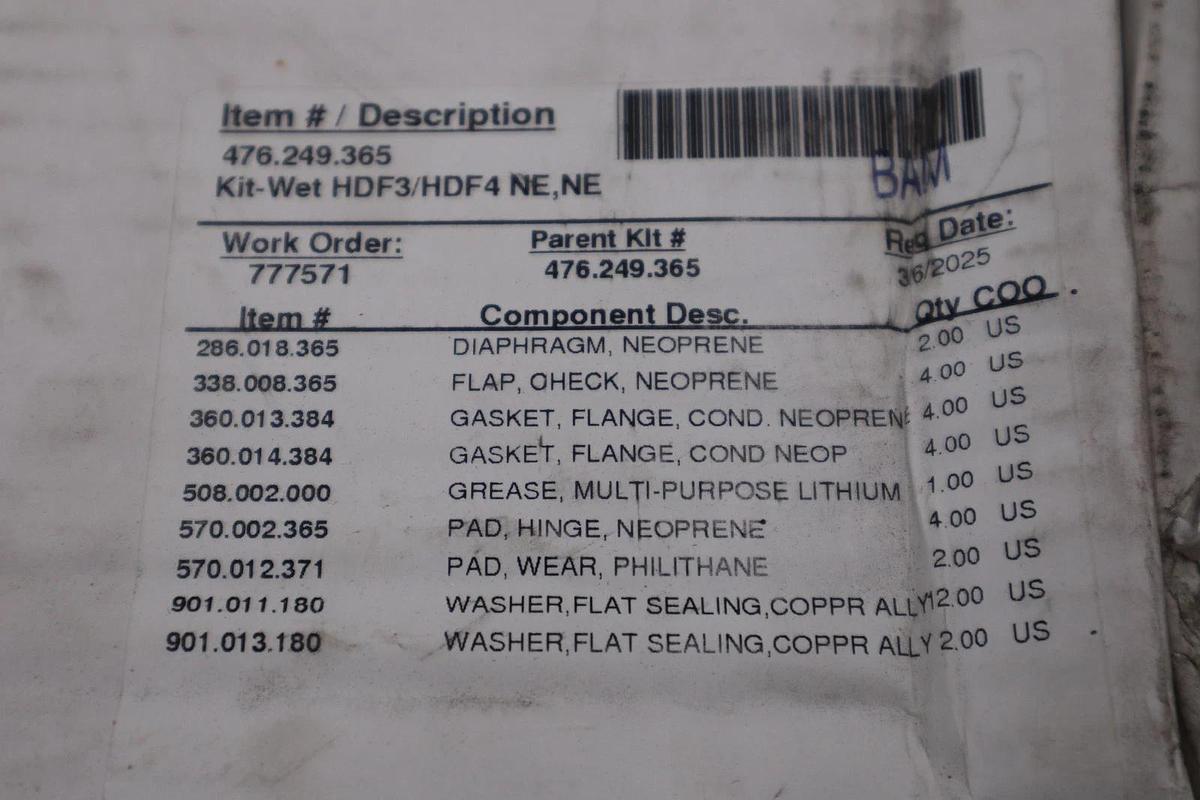 Item # / Description
476.249.365
Kit-Wet HDF3/HDF4 NE,NE
BAM
Work Order: Parent KIt # Req Date:
777571 476.249.365 36/2025
Item # Component Desc. Qty COO
286.018.365 DIAPHRAGM, NEOPRENE 2.00 US
338.008.365 FLAP, CHECK, NEOPRENE 4.00 US
360.013.384 GASKET, FLANGE, COND. NEOPRENE 4.00 US
360.014.384 GASKET, FLANGE, COND NEOP 4.00 US
508.002.000 GREASE, MULTI-PURPOSE LITHIUM 1.00 US
570.002.365 PAD, HINGE, NEOPRENE 4.00 US
570.012.371 PAD, WEAR, PHILITHANE 2.00 US
901.011.180 WASHER,FLAT SEALING,COPPR ALLY 12.00 US
901.013.180 WASHER,FLAT SEALING,COPPR ALLY 2.00 US